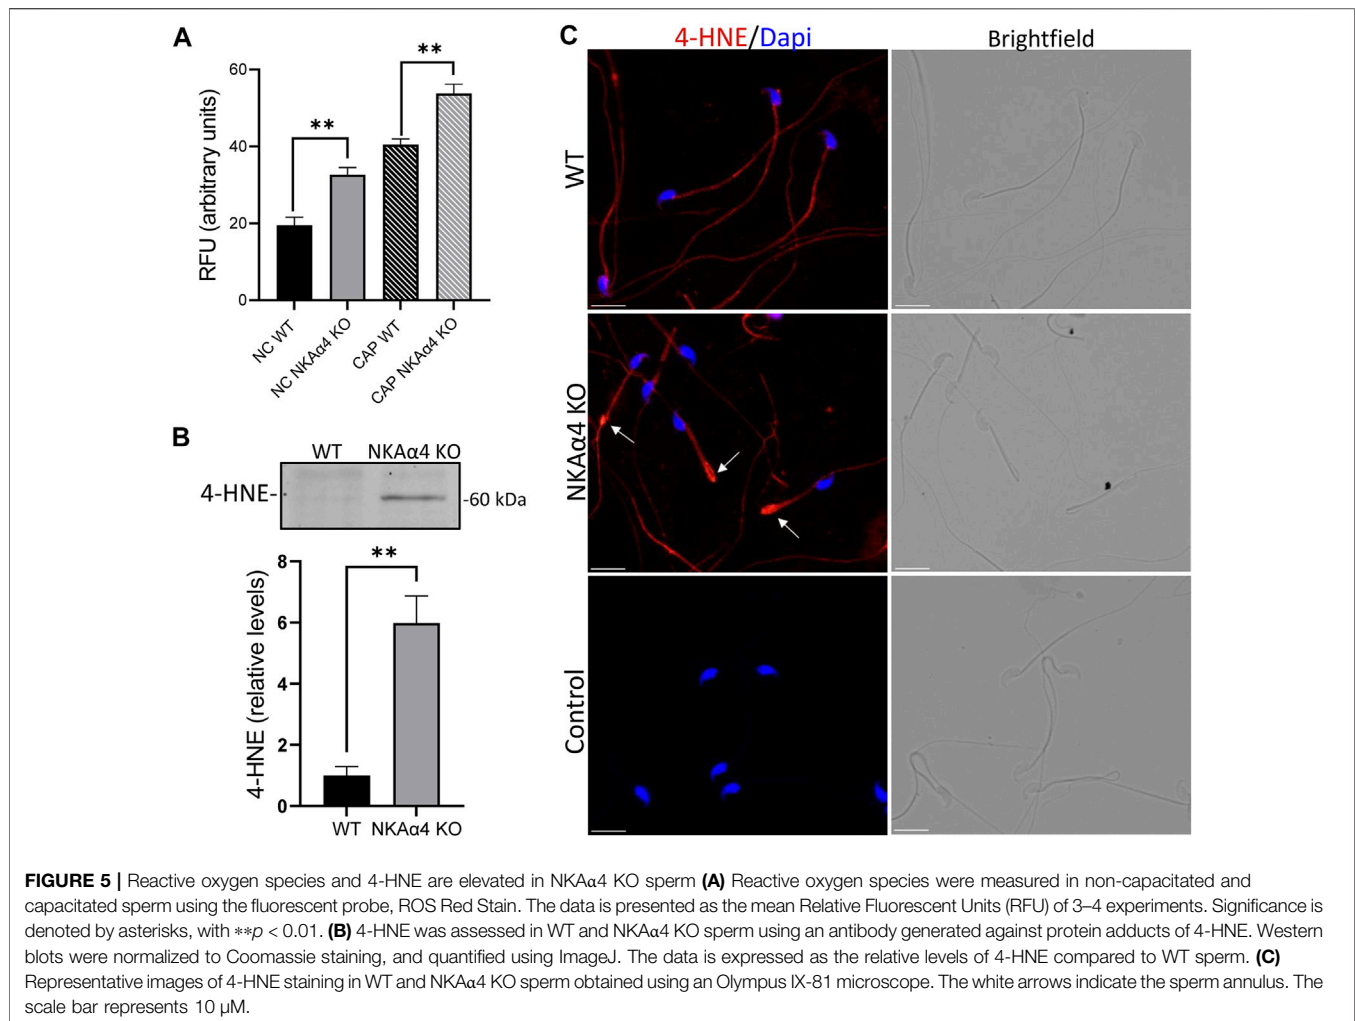 A
RFU (arbitrary units)
60
40
20
0
**
**
NC WT
NC NKAα4 KO
CAP WT
CAP NKAα4 KO
B
WT NKAα4 KO
4-HNE-
-60 kDa
4-HNE (relative levels)
8
6
4
2
0
**
WT NKAα4 KO
C
4-HNE/Dapi
Brightfield
WT
NKAα4 KO
Control
FIGURE 5 | Reactive oxygen species and 4-HNE are elevated in NKAα4 KO sperm (A) Reactive oxygen species were measured in non-capacitated and
capacitated sperm using the fluorescent probe, ROS Red Stain. The data is presented as the mean Relative Fluorescent Units (RFU) of 3–4 experiments. Significance is
denoted by asterisks, with **p < 0.01. (B) 4-HNE was assessed in WT and NKAα4 KO sperm using an antibody generated against protein adducts of 4-HNE. Western
blots were normalized to Coomassie staining, and quantified using ImageJ. The data is expressed as the relative levels of 4-HNE compared to WT sperm. (C)
Representative images of 4-HNE staining in WT and NKAα4 KO sperm obtained using an Olympus IX-81 microscope. The white arrows indicate the sperm annulus. The
scale bar represents 10 μM.